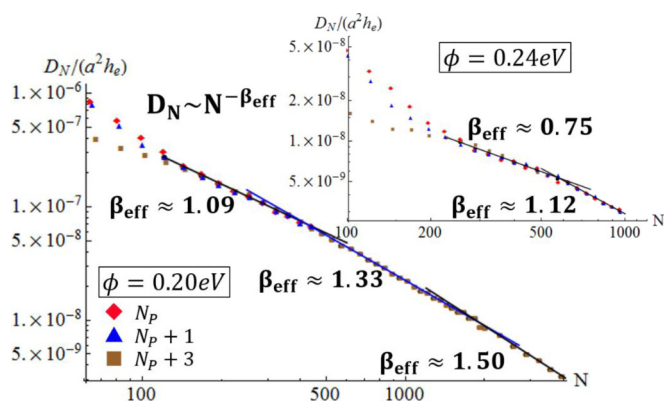 D_N/(a²h_e)
1.×10⁻⁶
5.×10⁻⁷
1.×10⁻⁷
5.×10⁻⁸
1.×10⁻⁸
5.×10⁻⁹
D_N~N^−β_eff
β_eff ≈ 1.09
β_eff ≈ 1.33
β_eff ≈ 1.50
ϕ = 0.20eV
N_P
N_P + 1
N_P + 3
100 500 1000 N
D_N/(a²h_e)
5.×10⁻⁸
2.×10⁻⁸
1.×10⁻⁸
5.×10⁻⁹
ϕ = 0.24eV
β_eff ≈ 0.75
β_eff ≈ 1.12
100 200 500 1000 N